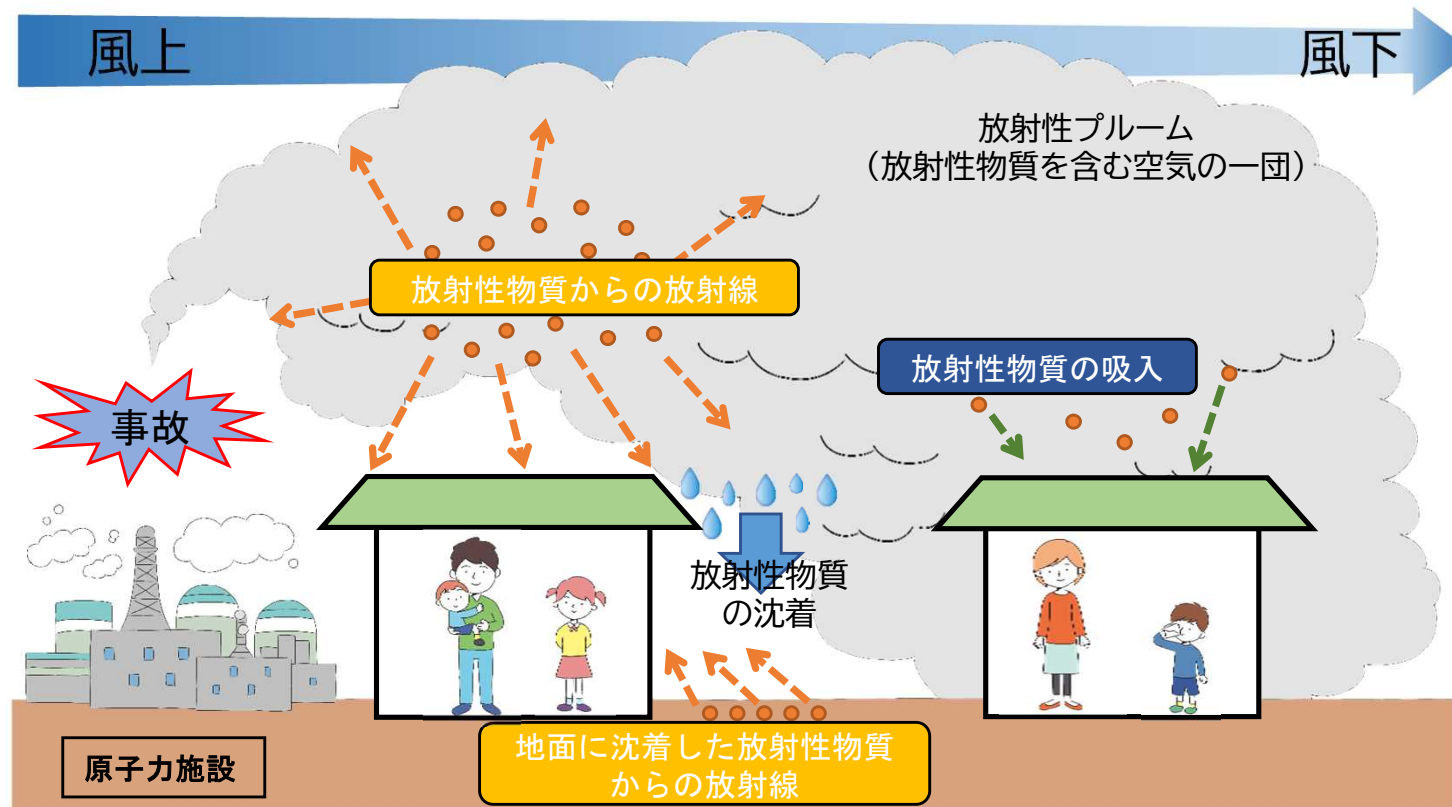 風上
風下
放射性プルーム
（放射性物質を含む空気の一団）
放射性物質からの放射線
放射性物質の吸入
事故
放射性物質
の沈着
地面に沈着した放射性物質
からの放射線
原子力施設